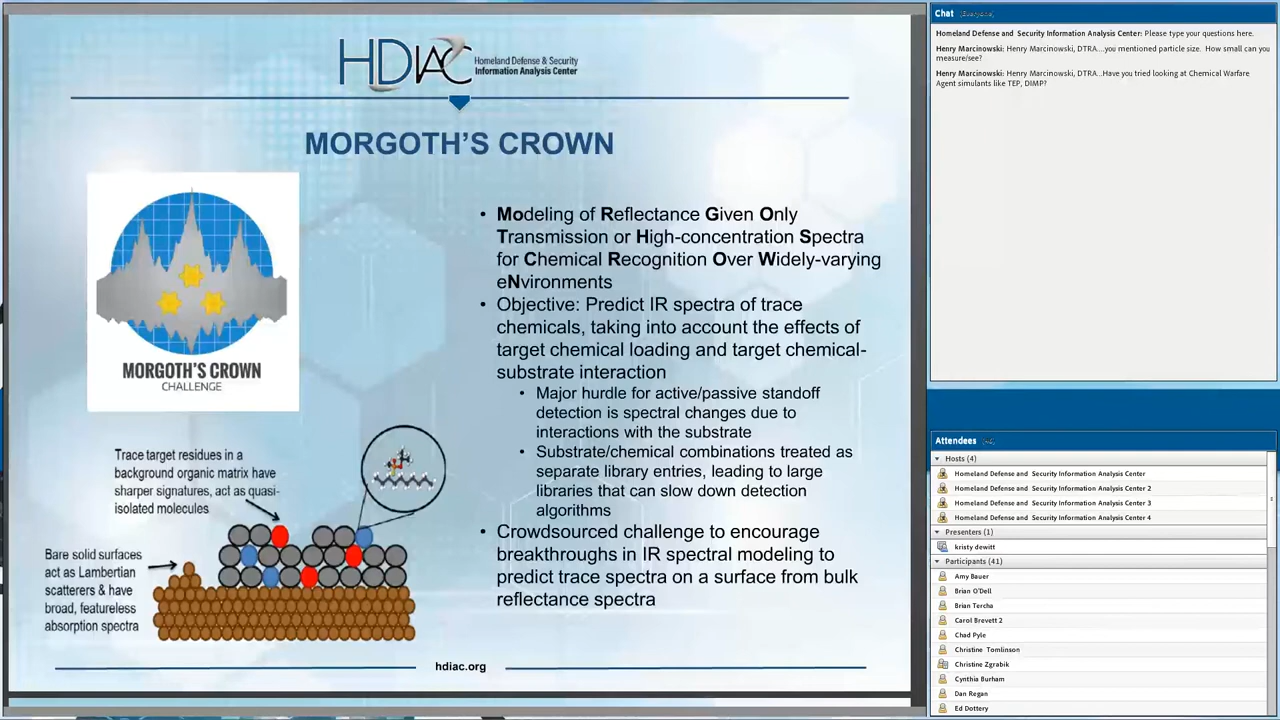 HDIAC Homeland Defense & Security
Information Analysis Center
MORGOTH'S CROWN
MORGOTH'S CROWN
CHALLENGE
• Modeling of Reflectance Given Only
Transmission or High-concentration Spectra
for Chemical Recognition Over Widely-varying
eNvironments
• Objective: Predict IR spectra of trace
chemicals, taking into account the effects of
target chemical loading and target chemical-
substrate interaction
• Major hurdle for active/passive standoff
detection is spectral changes due to
interactions with the substrate
• Substrate/chemical combinations treated as
separate library entries, leading to large
libraries that can slow down detection
algorithms
• Crowdsourced challenge to encourage
breakthroughs in IR spectral modeling to
predict trace spectra on a surface from bulk
reflectance spectra
Trace target residues in a
background organic matrix have
sharper signatures, act as quasi-
isolated molecules
Bare solid surfaces
act as Lambertian
scatterers & have
broad, featureless
absorption spectra
hdiac.org
Chat (Everyone)
Homeland Defense and Security Information Analysis Center: Please type your questions here.
Henry Marcinowski: Henry Marcinowski, DTRA....you mentioned particle size. How small can you
measure/see?
Henry Marcinowski: Henry Marcinowski, DTRA...Have you tried looking at Chemical Warfare
Agent simulants like TEP, DIMP?
Attendees
Hosts (4)
Homeland Defense and Security Information Analysis Center
Homeland Defense and Security Information Analysis Center 2
Homeland Defense and Security Information Analysis Center 3
Homeland Defense and Security Information Analysis Center 4
Presenters (1)
kristy dewitt
Participants (41)
Amy Bauer
Brian O'Dell
Brian Tercha
Carol Brevett 2
Chad Pyle
Christine Tomlinson
Christine Zgrabik
Cynthia Burham
Dan Regan
Ed Dottery